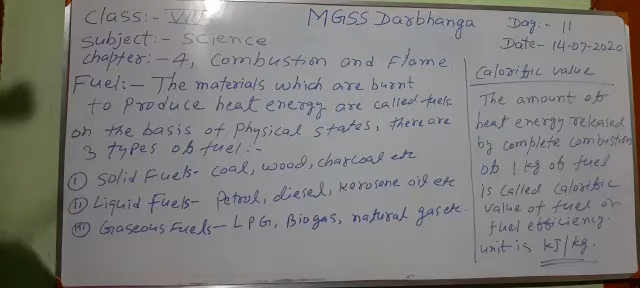 Class:- VIII
MGSS Darbhanga
Day:- 11
Subject:- Science
Date- 14-07-2020
Chapter:- 4, Combustion and Flame
Fuel:- The materials which are burnt
to produce heat energy are called fuels
on the basis of Physical states, there are
3 types of fuel:-
(I) Solid Fuels- coal, wood, charcoal etc
(II) Liquid Fuels- Petrol, diesel, kerosane oil etc
(III) Gaseous Fuels- LPG, Biogas, natural gas etc.
Calorific value
The amount of
heat energy released
by complete combustion
of 1 kg of fuel
is called calorific
value of fuel or
fuel efficiency.
unit is kJ/kg.